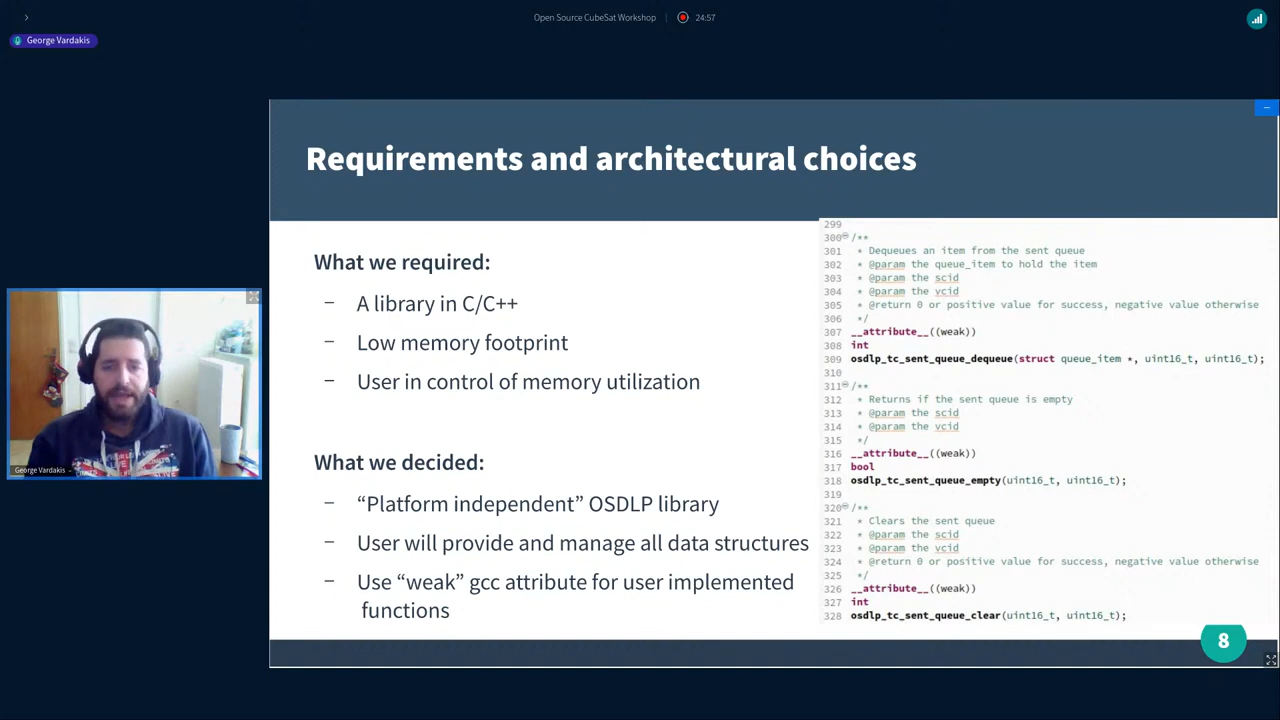 Open Source CubeSat Workshop
24:57
George Vardakis
Requirements and architectural choices
What we required:
– A library in C/C++
– Low memory footprint
– User in control of memory utilization
What we decided:
– “Platform independent” OSDLP library
– User will provide and manage all data structures
– Use “weak” gcc attribute for user implemented
functions
299
300 /**
301 * Dequeues an item from the sent queue
302 * @param the queue_item to hold the item
303 * @param the scid
304 * @param the vcid
305 * @return 0 or positive value for success, negative value otherwise
306 */
307 __attribute__((weak))
308 int
309 osdlp_tc_sent_queue_dequeue(struct queue_item *, uint16_t, uint16_t);
310
311 /**
312 * Returns if the sent queue is empty
313 * @param the scid
314 * @param the vcid
315 */
316 __attribute__((weak))
317 bool
318 osdlp_tc_sent_queue_empty(uint16_t, uint16_t);
319
320 /**
321 * Clears the sent queue
322 * @param the scid
323 * @param the vcid
324 * @return 0 or positive value for success, negative value otherwise
325 */
326 __attribute__((weak))
327 int
328 osdlp_tc_sent_queue_clear(uint16_t, uint16_t);
8
George Vardakis